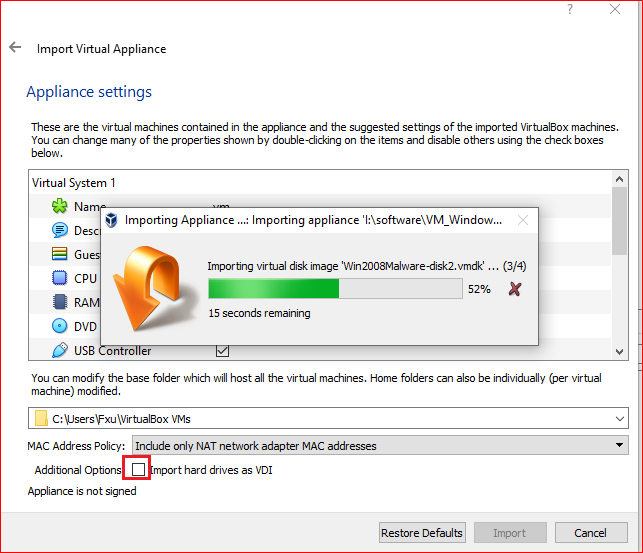 ?
Import Virtual Appliance
Appliance settings
These are the virtual machines contained in the appliance and the suggested settings of the imported VirtualBox machines.
You can change many of the properties shown by double-clicking on the items and disable others using the check boxes
below.
Virtual System 1
Name vm
Importing Appliance ...: Importing appliance 'I:\software\VM_Window...
Desc
Gues
CPU
RAM
DVD
Importing virtual disk image 'Win2008Malware-disk2.vmdk' ... (3/4)
52%
15 seconds remaining
USB Controller
You can modify the base folder which will host all the virtual machines. Home folders can also be individually (per virtual
machine) modified.
C:\Users\Fxu\VirtualBox VMs
MAC Address Policy: Include only NAT network adapter MAC addresses
Additional Options: Import hard drives as VDI
Appliance is not signed
Restore Defaults Import Cancel